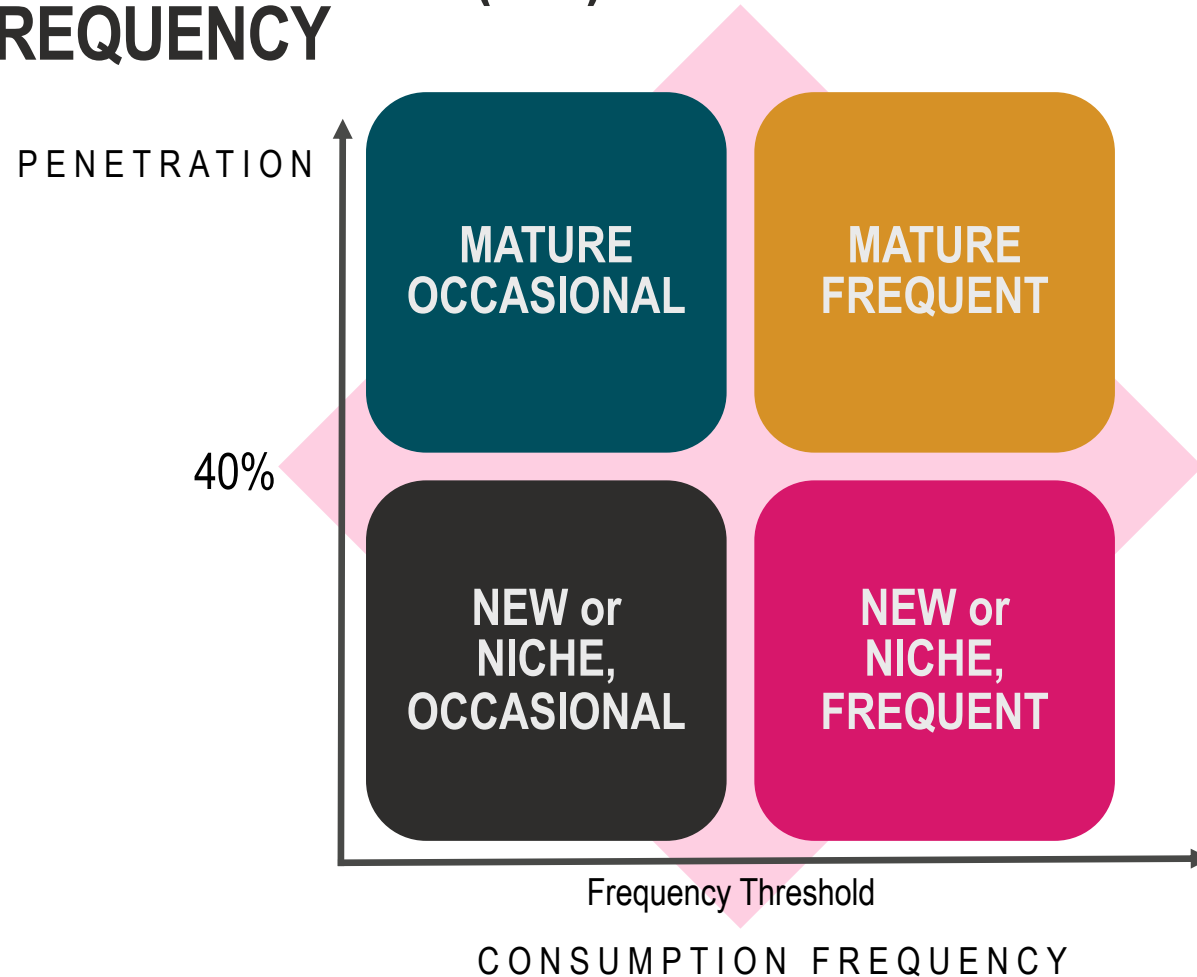 REQUENCY
PENETRATION
MATURE
OCCASIONAL
MATURE
FREQUENT
40%
NEW or
NICHE,
OCCASIONAL
NEW or
NICHE,
FREQUENT
Frequency Threshold
CONSUMPTION FREQUENCY